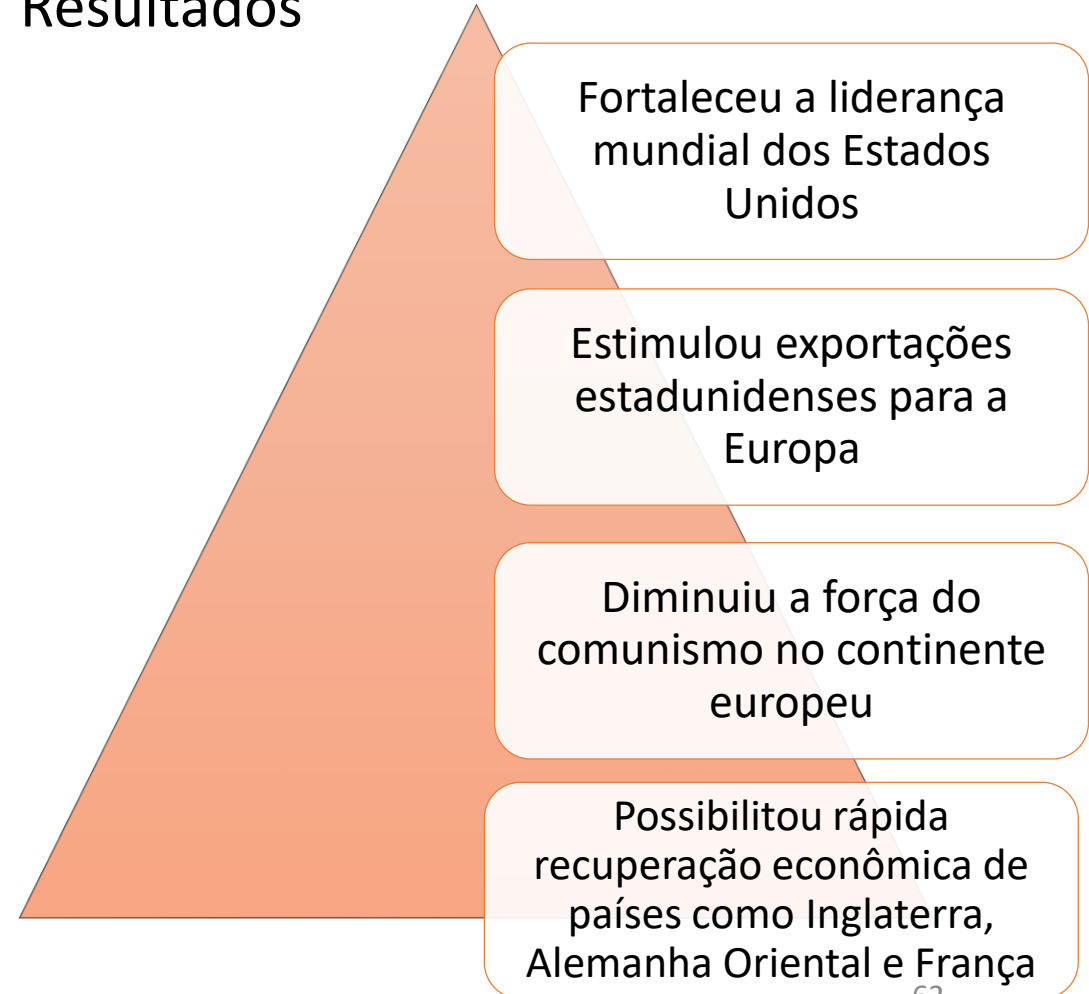 Resultados
Fortaleceu a liderança
mundial dos Estados
Unidos
Estimulou exportações
estadunidenses para a
Europa
Diminuiu a força do
comunismo no continente
europeu
Possibilitou rápida
recuperação econômica de
países como Inglaterra,
Alemanha Oriental e França